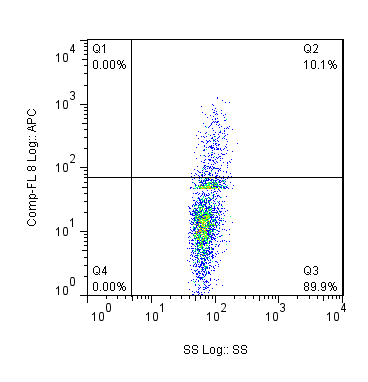 Q1
0.00%
Q2
10.1%
10^4
10^3
10^2
10^1
10^0
Comp-FL 8 Log:: APC
Q4
0.00%
Q3
89.9%
10^0 10^1 10^2 10^3 10^4
SS Log:: SS